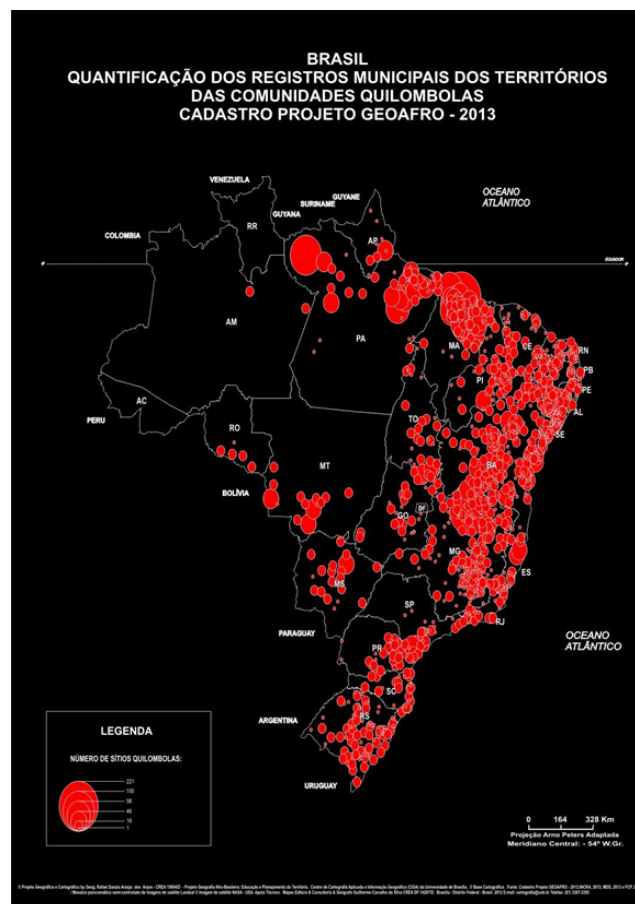 BRASIL
QUANTIFICAÇÃO DOS REGISTROS MUNICIPAIS DOS TERRITÓRIOS
DAS COMUNIDADES QUILOMBOLAS
CADASTRO PROJETO GEOAFRO - 2013
VENEZUELA
SURINAME
GUYANE
GUYANA
OCEANO
ATLÂNTICO
COLOMBIA
RR
AP
EQUADOR
AM
PA
MA
CE
RN
PB
PI
PE
AL
AC
PERU
TO
SE
RO
BA
MT
BOLÍVIA
DF
GO
MG
ES
MS
SP
RJ
PARAGUAY
PR
OCEANO
ATLÂNTICO
SC
ARGENTINA
RS
URUGUAY
LEGENDA
NÚMERO DE SÍTIOS QUILOMBOLAS:
221
100
58
46
16
1
0 164 328 Km
Projeção Arno Peters Adaptada
Meridiano Central: - 54º W.Gr.